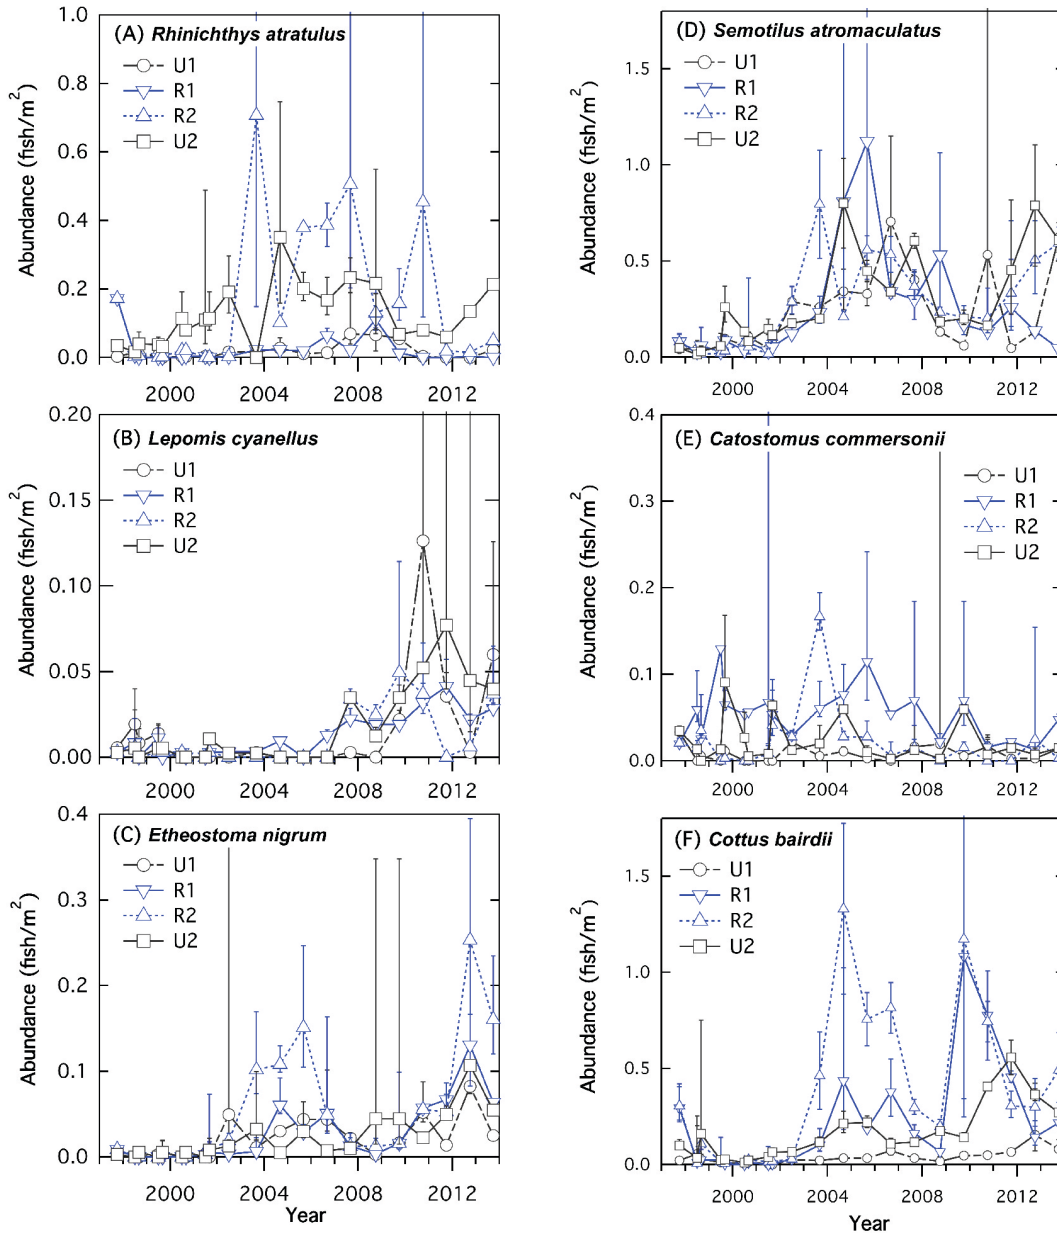 (A) Rhinichthys atratulus
U1
R1
R2
U2
Abundance (fish/m2)
1.0
0.8
0.6
0.4
0.2
0.0
2000 2004 2008 2012
(B) Lepomis cyanellus
U1
R1
R2
U2
Abundance (fish/m2)
0.20
0.15
0.10
0.05
0.00
2000 2004 2008 2012
(C) Etheostoma nigrum
U1
R1
R2
U2
Abundance (fish/m2)
0.4
0.3
0.2
0.1
0.0
2000 2004 2008 2012
Year
(D) Semotilus atromaculatus
U1
R1
R2
U2
Abundance (fish/m2)
1.5
1.0
0.5
0.0
2000 2004 2008 2012
(E) Catostomus commersonii
U1
R1
R2
U2
Abundance (fish/m2)
0.4
0.3
0.2
0.1
0.0
2000 2004 2008 2012
(F) Cottus bairdii
U1
R1
R2
U2
Abundance (fish/m2)
1.5
1.0
0.5
0.0
2000 2004 2008 2012
Year